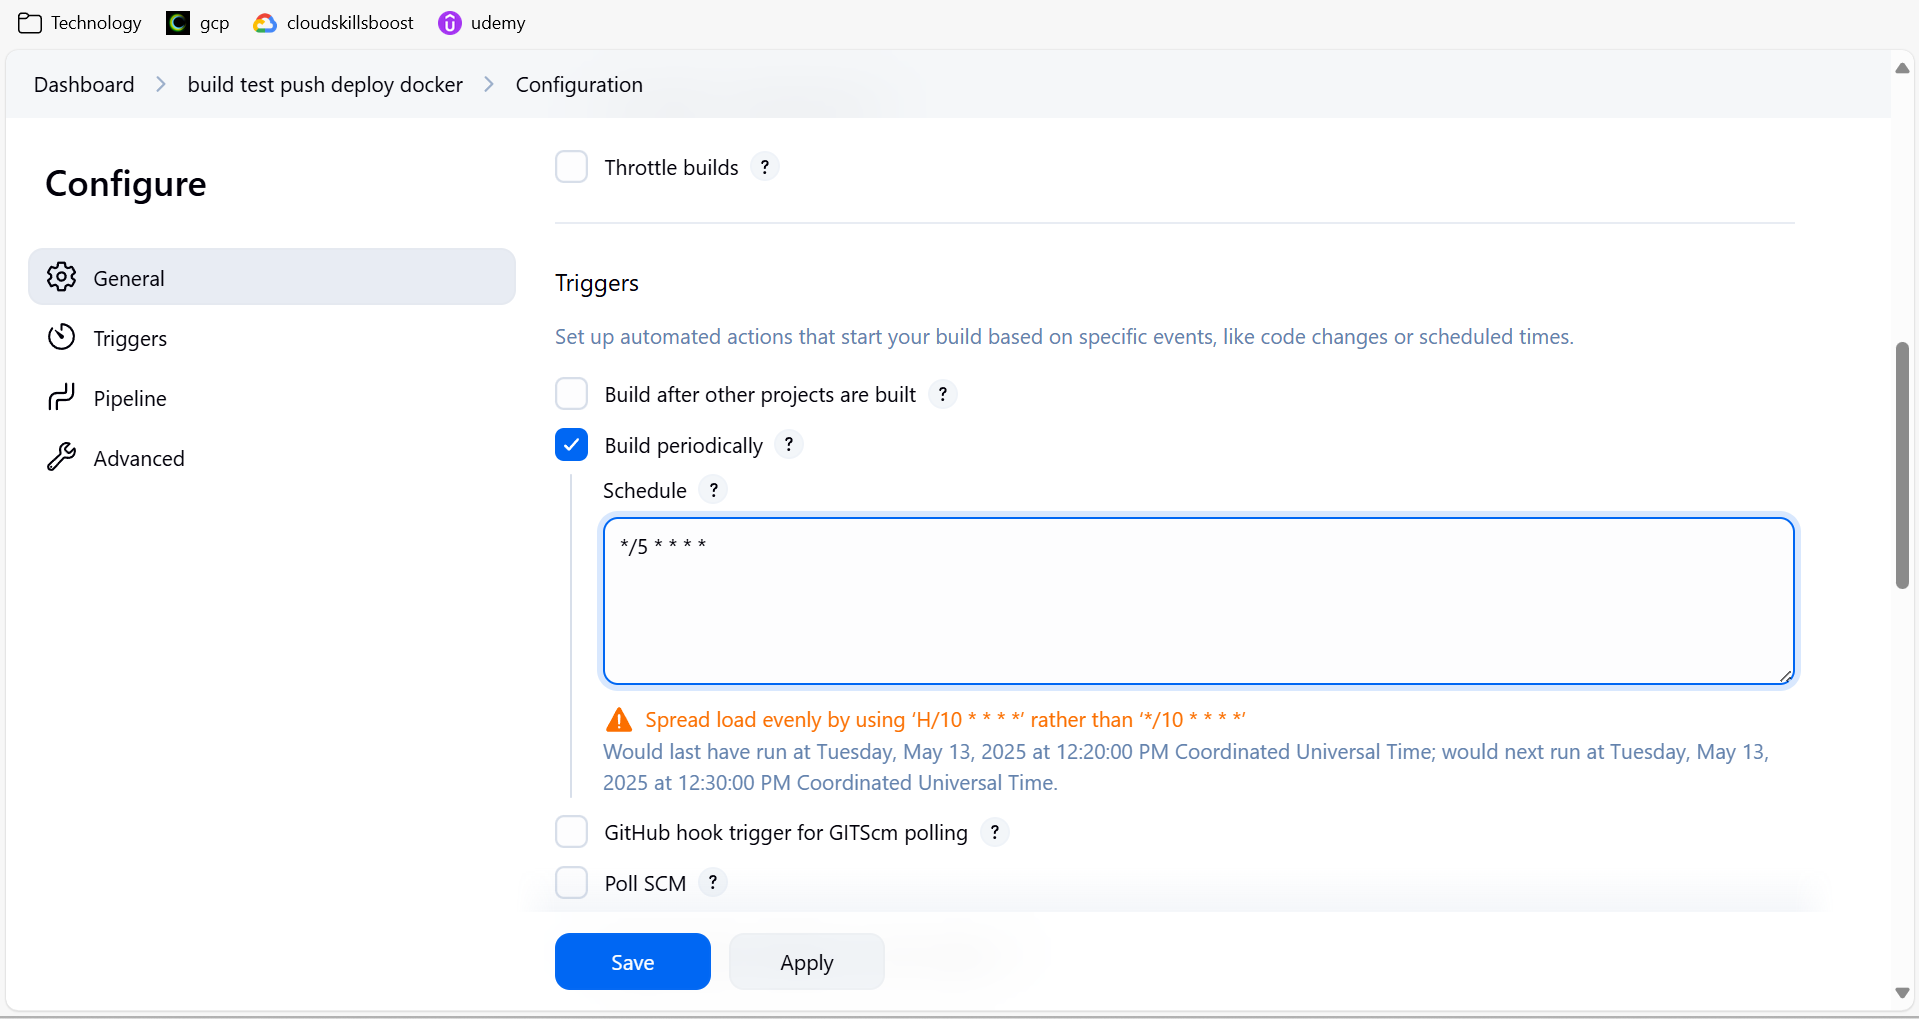 Technology gcp cloudskillsboost udemy
Dashboard > build test push deploy docker > Configuration
Configure
General
Triggers
Pipeline
Advanced
Throttle builds ?
Triggers
Set up automated actions that start your build based on specific events, like code changes or scheduled times.
Build after other projects are built ?
Build periodically ?
Schedule ?
*/5 * * * *
Spread load evenly by using ‘H/10 * * * *’ rather than ‘*/10 * * * *’
Would last have run at Tuesday, May 13, 2025 at 12:20:00 PM Coordinated Universal Time; would next run at Tuesday, May 13,
2025 at 12:30:00 PM Coordinated Universal Time.
GitHub hook trigger for GITScm polling ?
Poll SCM ?
Save Apply